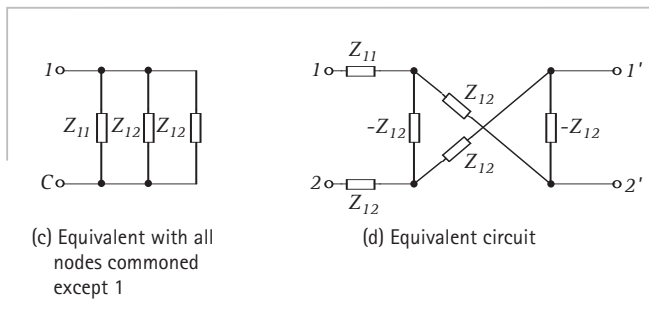 1
Z11 Z12 Z12
C
(c) Equivalent with all
nodes commoned
except 1
Z11
1 1'
Z12
-Z12 -Z12
Z12
2 2'
Z12
(d) Equivalent circuit